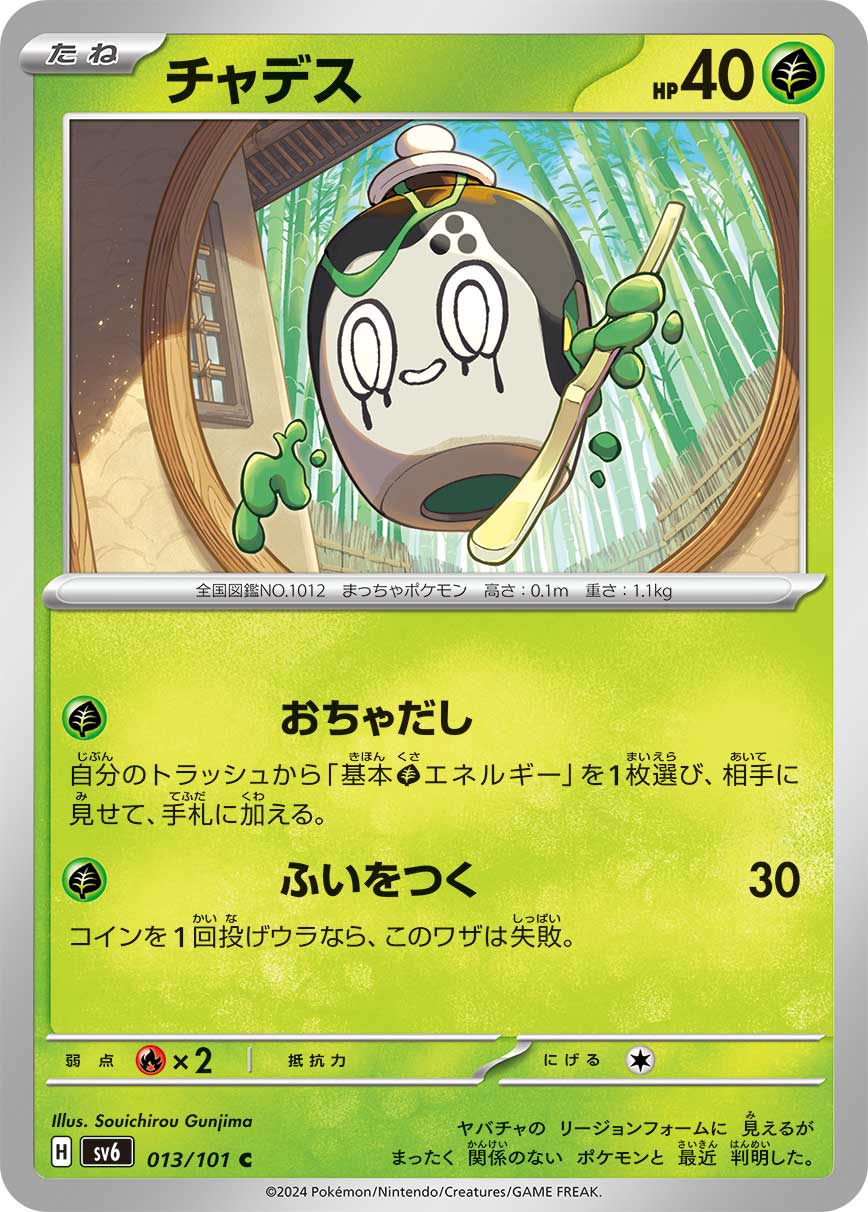 たね
チャデス
HP40
全国図鑑NO.1012 まっちゃポケモン 高さ:0.1m 重さ:1.1kg
おちゃだし
自分のトラッシュから「基本エネルギー」を1枚選び、相手に
見せて、手札に加える。
ふいをつく 30
コインを1回投げウラなら、このワザは失敗。
弱点 ×2 抵抗力 にげる
Illus. Souichirou Gunjima
H sv6 013/101 C
ヤバチャの リージョンフォームに 見えるが
まったく 関係のない ポケモンと 最近 判明した。
©2024 Pokémon/Nintendo/Creatures/GAME FREAK.